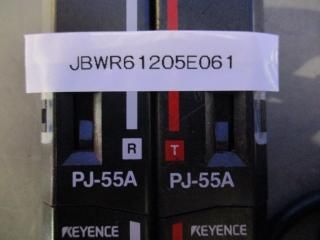 JBWR61205E061
R T
PJ-55A PJ-55A
KEYENCE KEYENCE